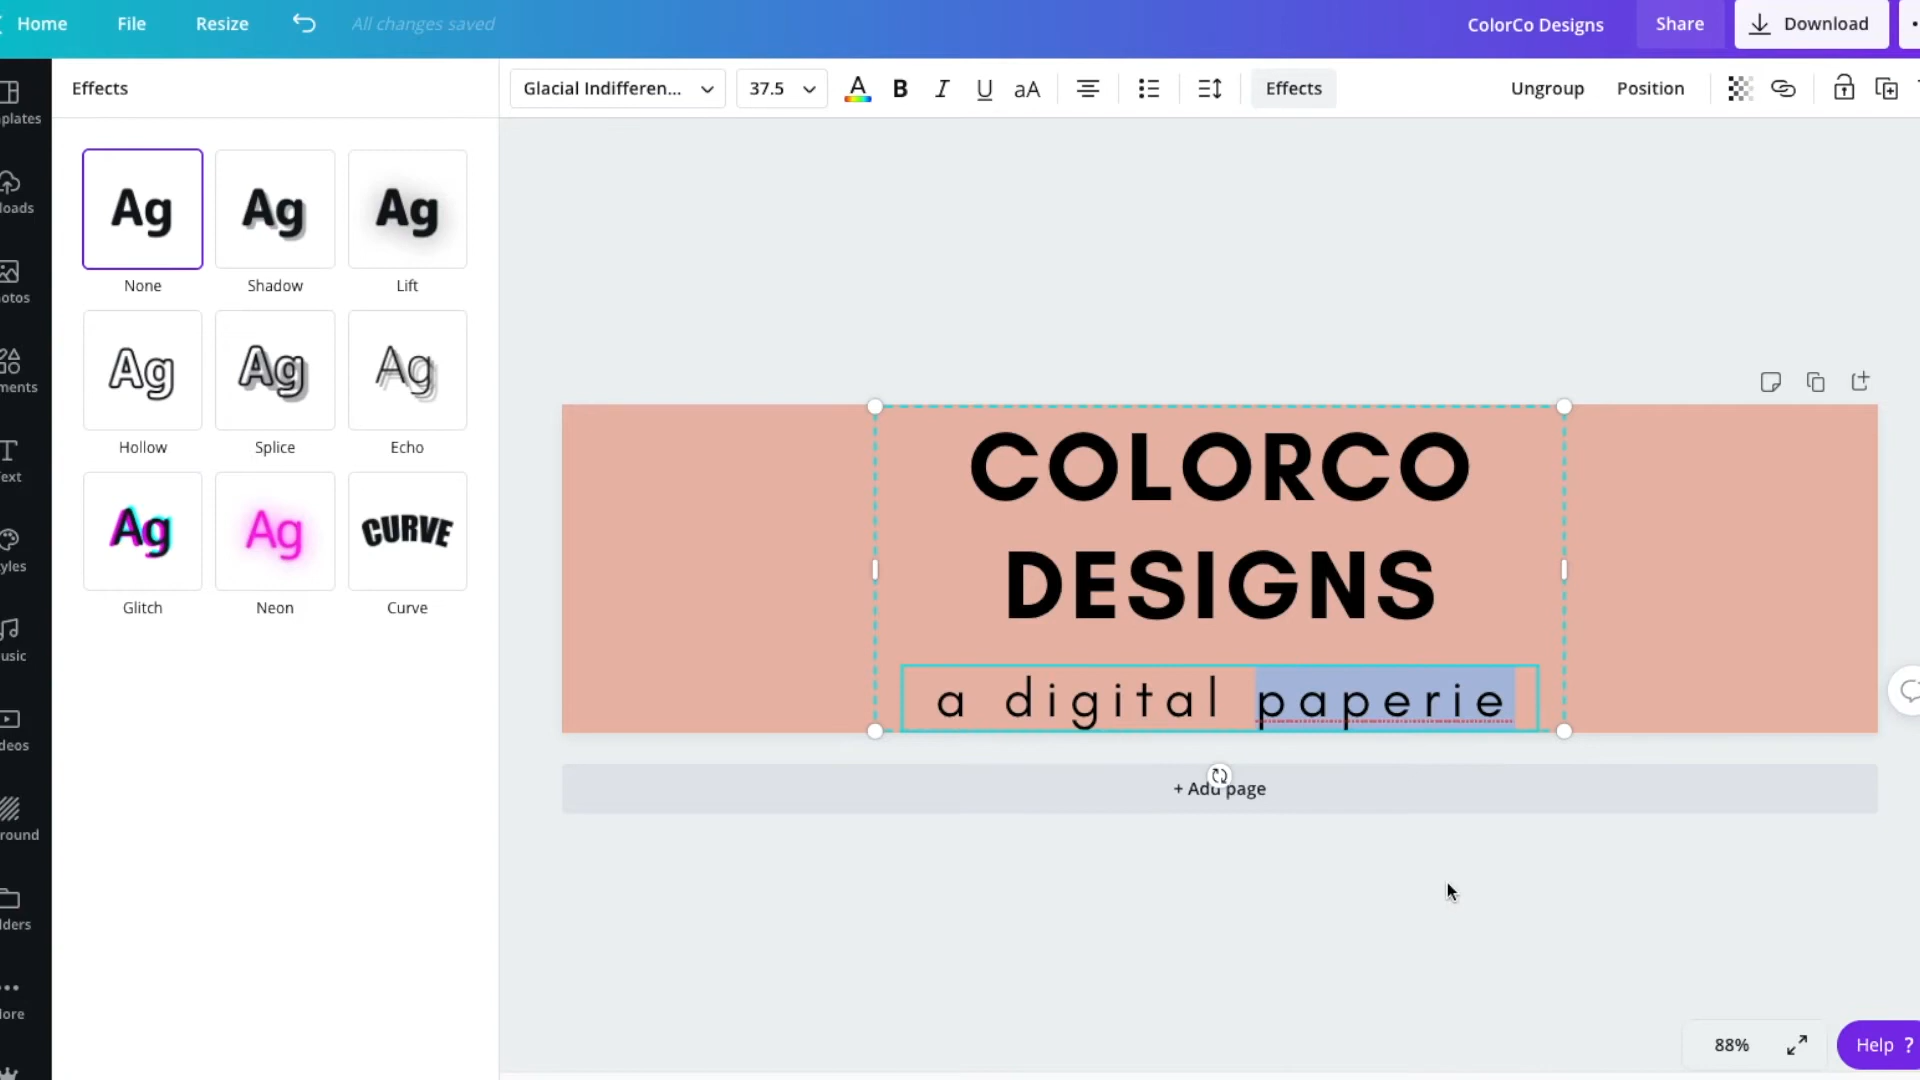 Home File Resize All changes saved ColorCo Designs Share Download
Effects Glacial Indifferen... 37.5 A B I U aA Effects Ungroup Position
plates
loads
otos
ments
ext
yles
usic
deos
round
lders
ore
Ag Ag Ag
None Shadow Lift
Ag Ag Ag
Hollow Splice Echo
Ag Ag CURVE
Glitch Neon Curve
COLORCO
DESIGNS
a digital paperie
+ Add page
88% Help ?